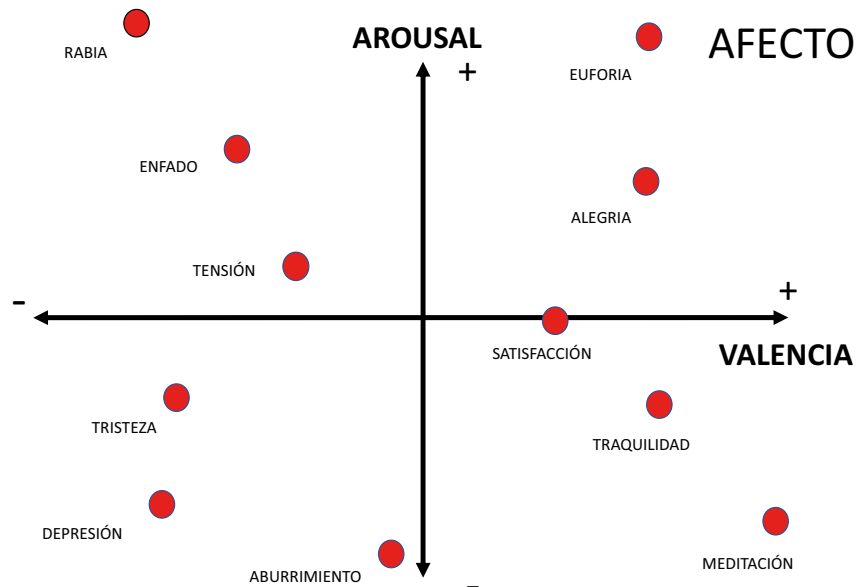 AFECTO
AROUSAL
+
RABIA
EUFORIA
ENFADO
ALEGRIA
TENSIÓN
-
+
SATISFACCIÓN
VALENCIA
TRISTEZA
TRAQUILIDAD
DEPRESIÓN
MEDITACIÓN
ABURRIMIENTO
-